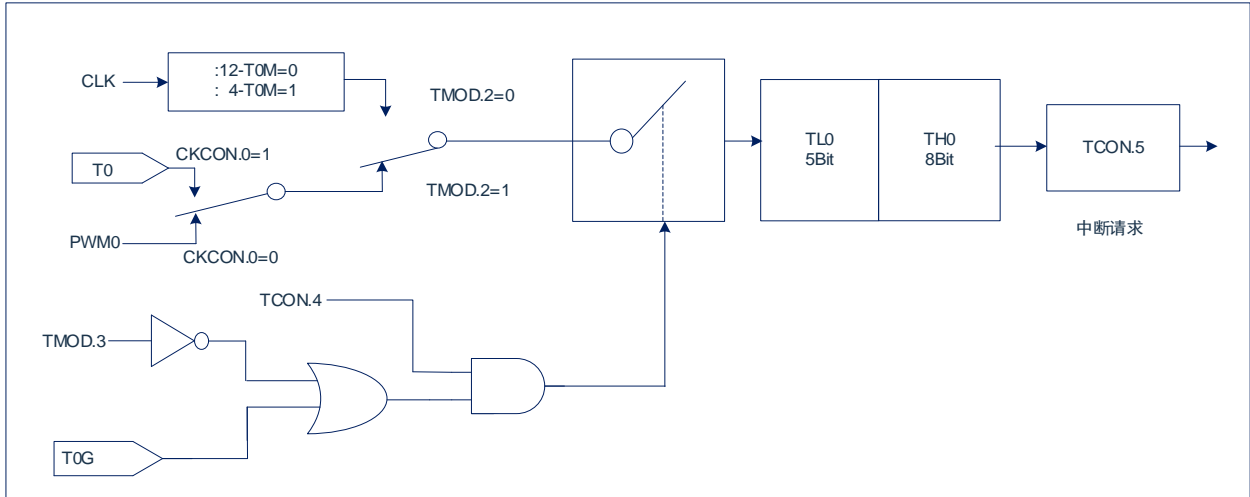 CLK
:12-T0M=0
: 4-T0M=1
TMOD.2=0
T0
CKCON.0=1
TMOD.2=1
PWM0
CKCON.0=0
TL0
5Bit
TH0
8Bit
TCON.5
中断请求
TCON.4
TMOD.3
T0G